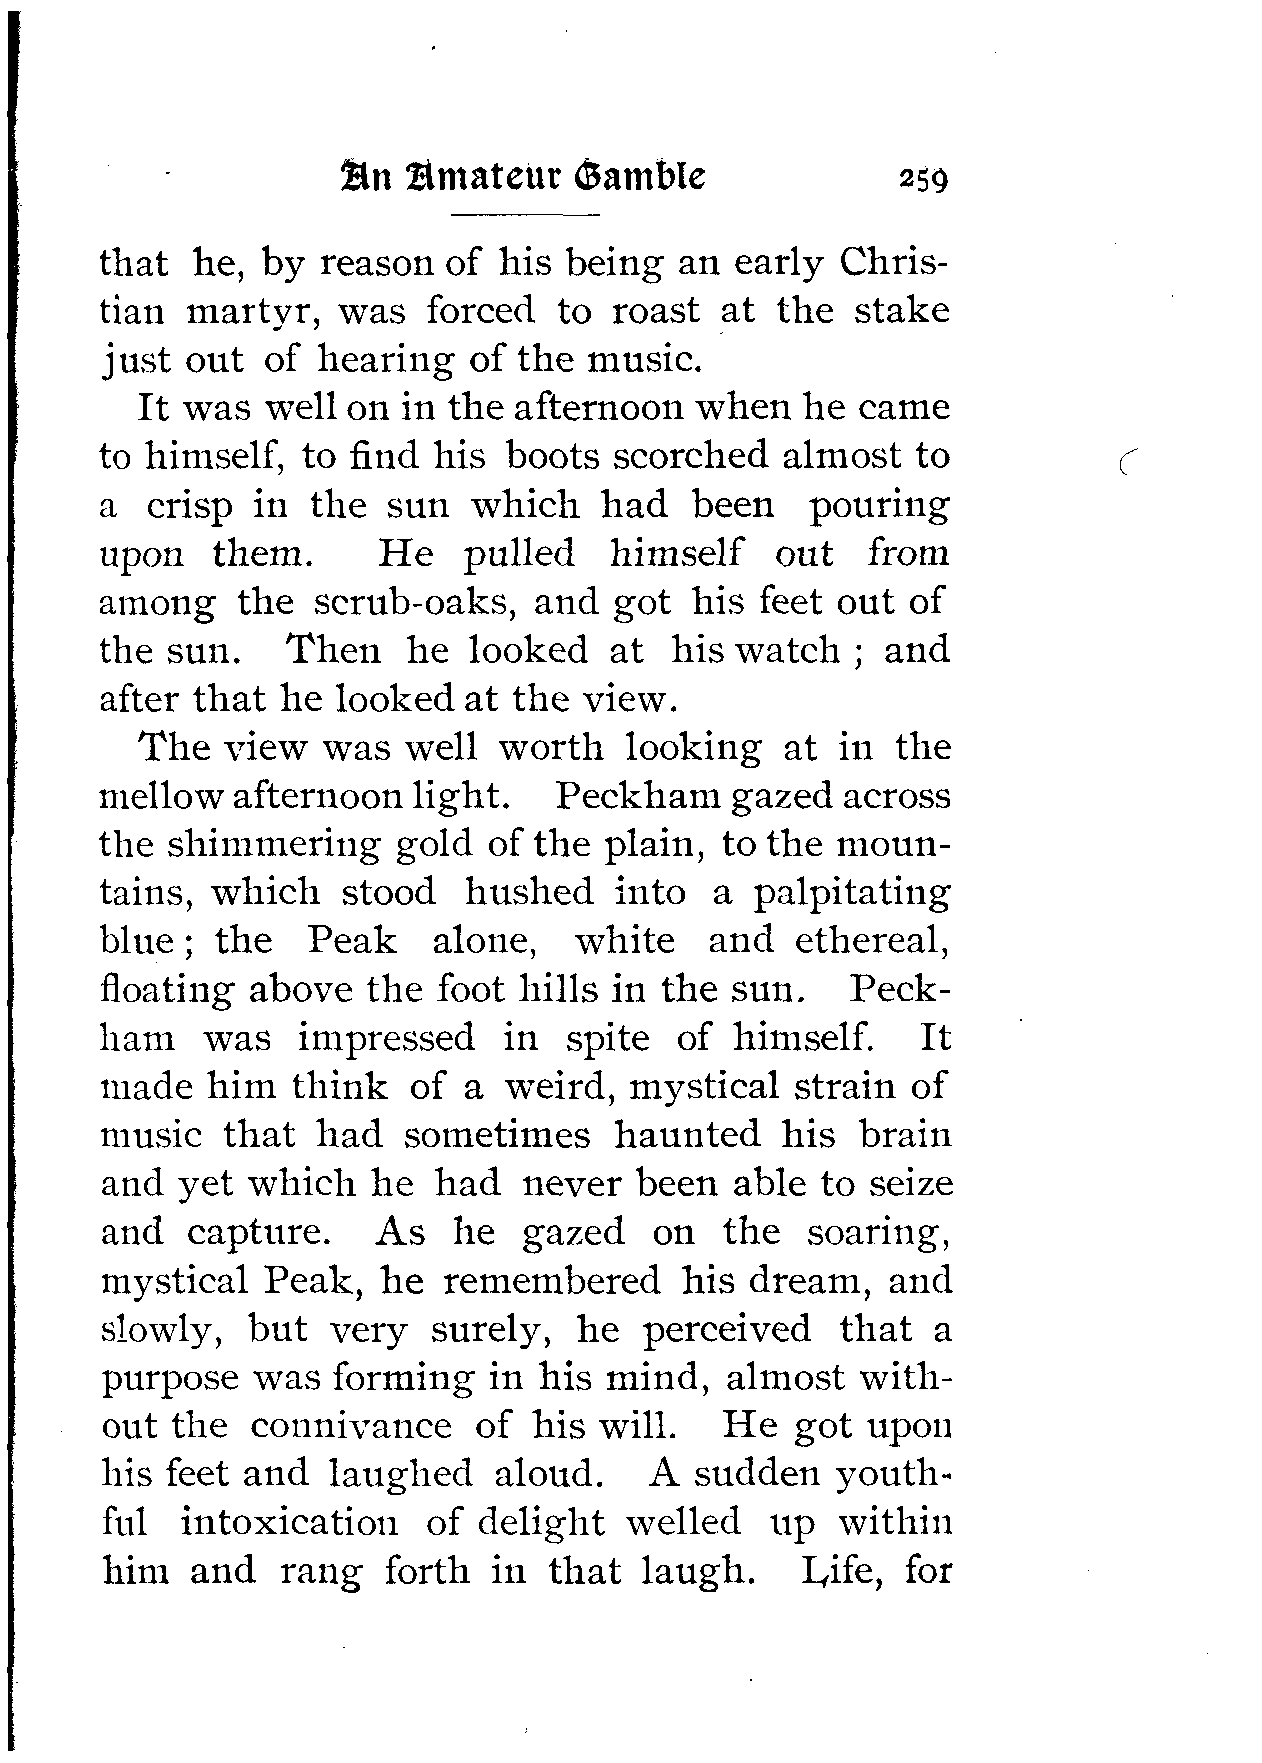 An Amateur Gamble 259
that he, by reason of his being an early Chris-
tian martyr, was forced to roast at the stake
just out of hearing of the music.
It was well on in the afternoon when he came
to himself, to find his boots scorched almost to
a crisp in the sun which had been pouring
upon them. He pulled himself out from
among the scrub-oaks, and got his feet out of
the sun. Then he looked at his watch ; and
after that he looked at the view.
The view was well worth looking at in the
mellow afternoon light. Peckham gazed across
the shimmering gold of the plain, to the moun-
tains, which stood hushed into a palpitating
blue ; the Peak alone, white and ethereal,
floating above the foot hills in the sun. Peck-
ham was impressed in spite of himself. It
made him think of a weird, mystical strain of
music that had sometimes haunted his brain
and yet which he had never been able to seize
and capture. As he gazed on the soaring,
mystical Peak, he remembered his dream, and
slowly, but very surely, he perceived that a
purpose was forming in his mind, almost with-
out the connivance of his will. He got upon
his feet and laughed aloud. A sudden youth-
ful intoxication of delight welled up within
him and rang forth in that laugh. Life, for